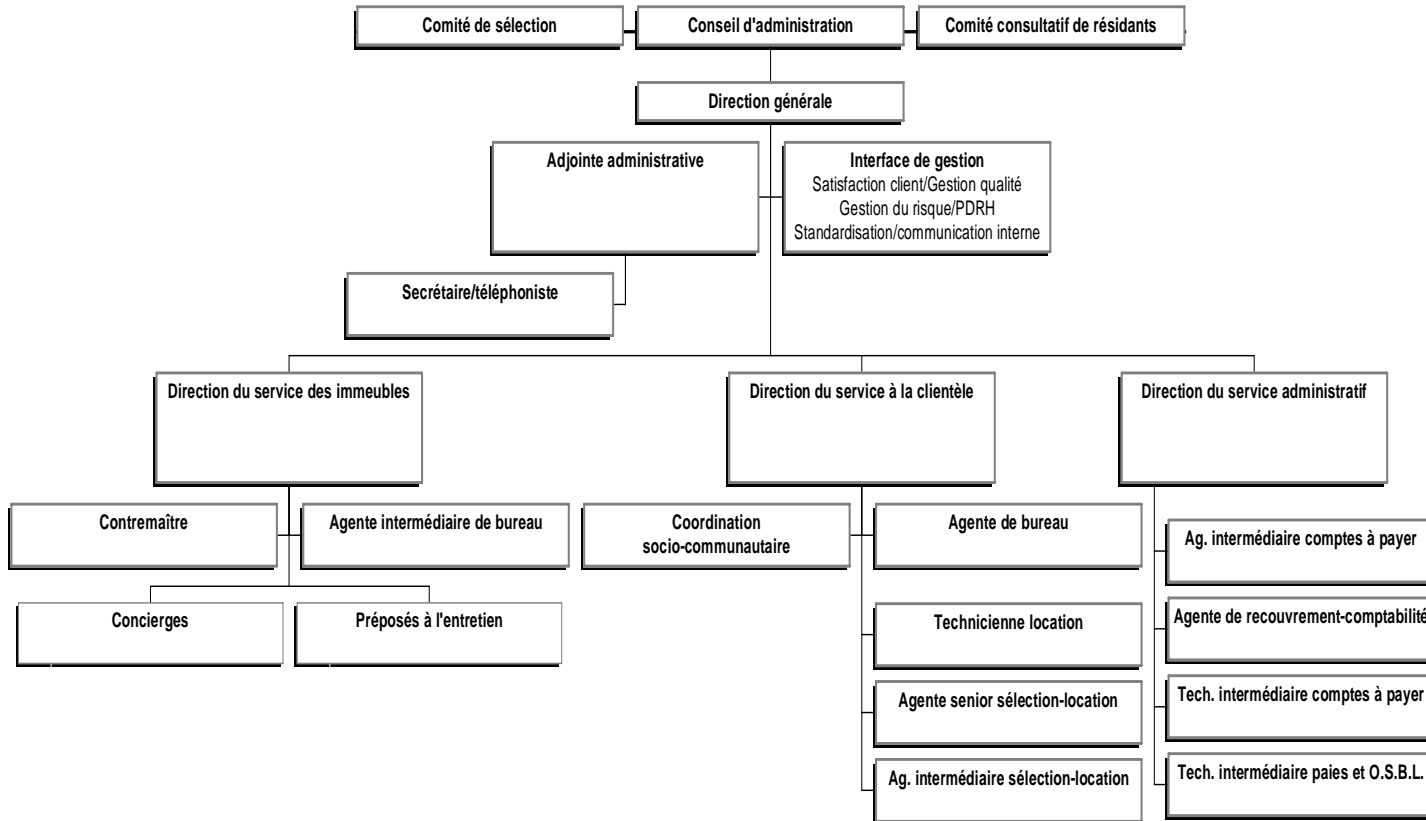 Comité de sélection
Conseil d'administration
Comité consultatif de résidants
Direction générale
Adjointe administrative
Interface de gestion
Satisfaction client/Gestion qualité
Gestion du risque/PDRH
Standardisation/communication interne
Secrétaire/téléphoniste
Direction du service des immeubles
Direction du service à la clientèle
Direction du service administratif
Contremaître
Agente intermédiaire de bureau
Coordination
socio-communautaire
Agente de bureau
Ag. intermédiaire comptes à payer
Concierges
Préposés à l'entretien
Technicienne location
Agente de recouvrement-comptabilité
Agente senior sélection-location
Tech. intermédiaire comptes à payer
Ag. intermédiaire sélection-location
Tech. intermédiaire paies et O.S.B.L.